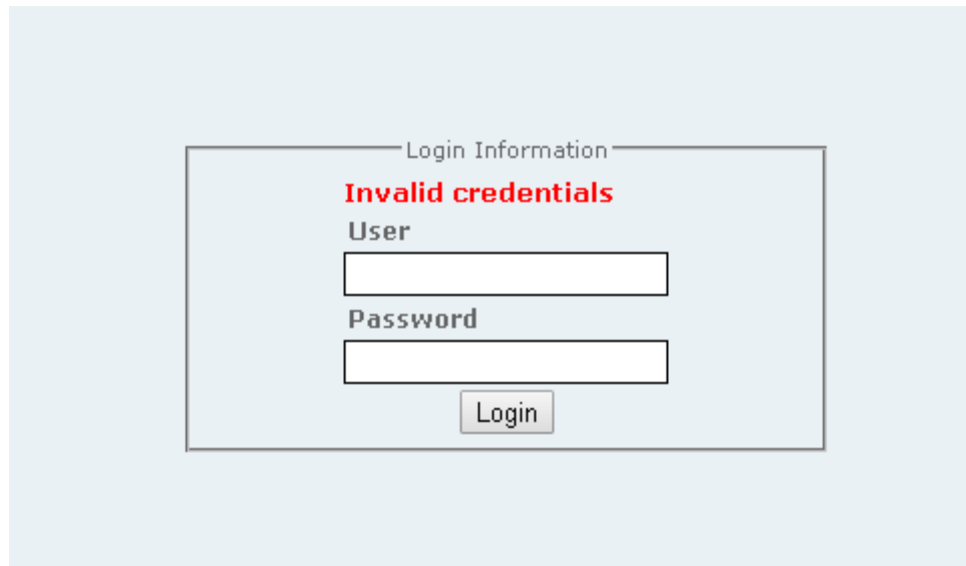 Login Information
Invalid credentials
User
Password
Login